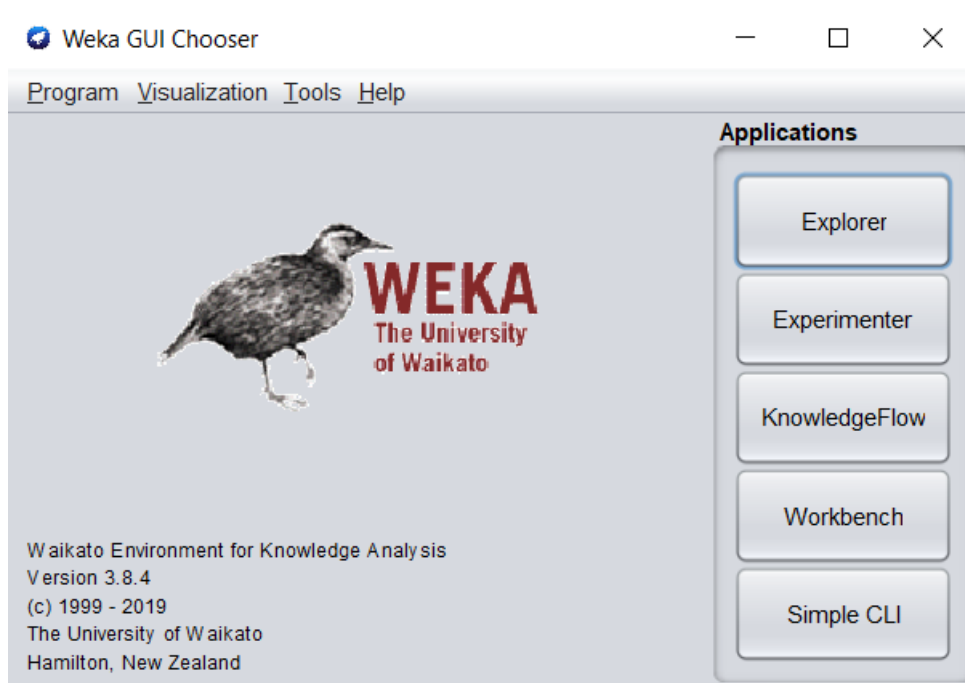 Weka GUI Chooser
Program Visualization Tools Help
Applications
Explorer
Experimenter
KnowledgeFlow
Workbench
Simple CLI
WEKA
The University
of Waikato
Waikato Environment for Knowledge Analysis
Version 3.8.4
(c) 1999 - 2019
The University of Waikato
Hamilton, New Zealand